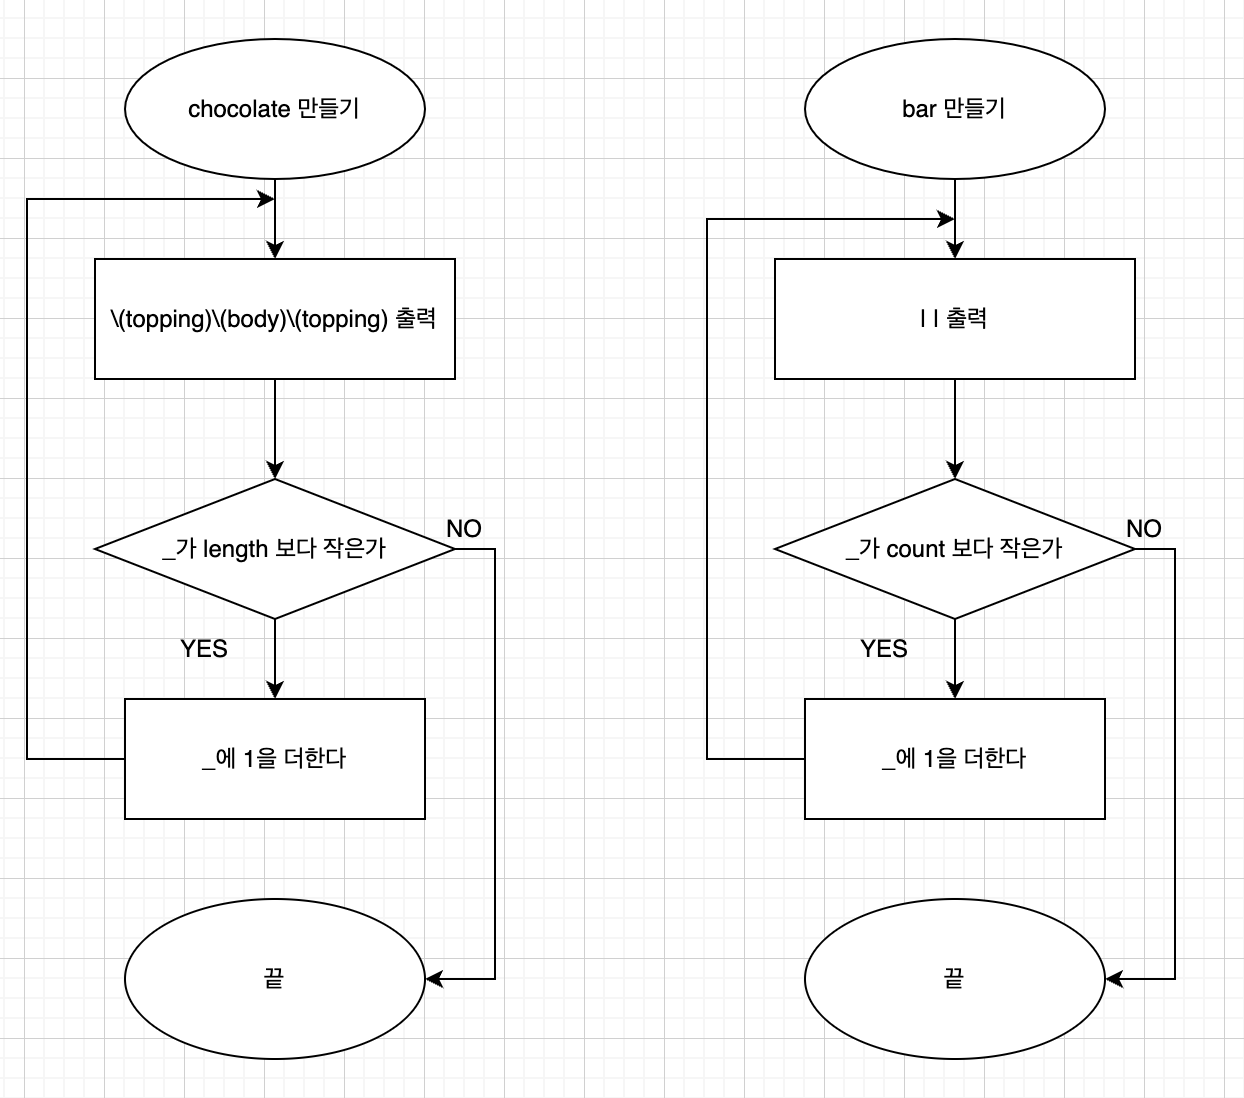 chocolate 만들기
\(topping)\(body)\(topping) 출력
_가 length 보다 작은가
NO
YES
_에 1을 더한다
끝
bar 만들기
| | 출력
_가 count 보다 작은가
NO
YES
_에 1을 더한다
끝